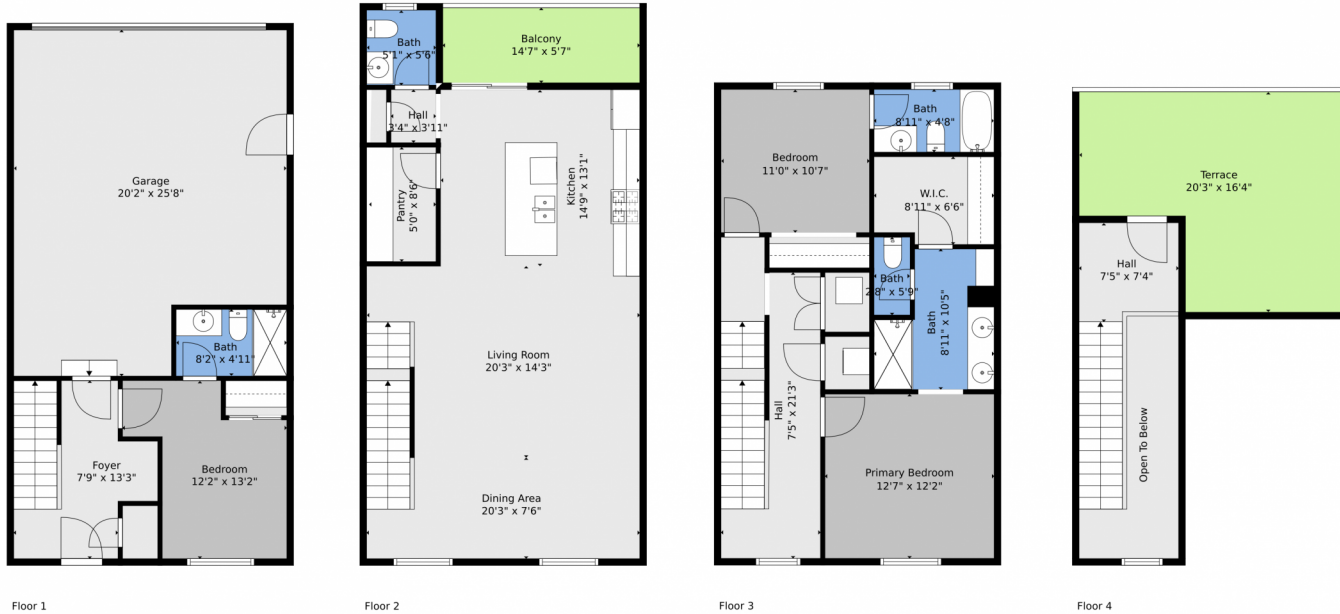 Garage
20'2" x 25'8"
Bath
8'2" x 4'11"
Foyer
7'9" x 13'3"
Bedroom
12'2" x 13'2"
Floor 1
Bath
5'1" x 5'6"
Balcony
14'7" x 5'7"
Hall
3'4" x 3'11"
Pantry
5'0" x 8'6"
Kitchen
14'9" x 13'1"
Living Room
20'3" x 14'3"
Dining Area
20'3" x 7'6"
Floor 2
Bedroom
11'0" x 10'7"
Bath
8'11" x 4'8"
W.I.C.
8'11" x 6'6"
Bath
2'8" x 5'9"
Bath
8'11" x 10'5"
Hall
7'5" x 21'3"
Primary Bedroom
12'7" x 12'2"
Floor 3
Terrace
20'3" x 16'4"
Hall
7'5" x 7'4"
Open To Below
Floor 4